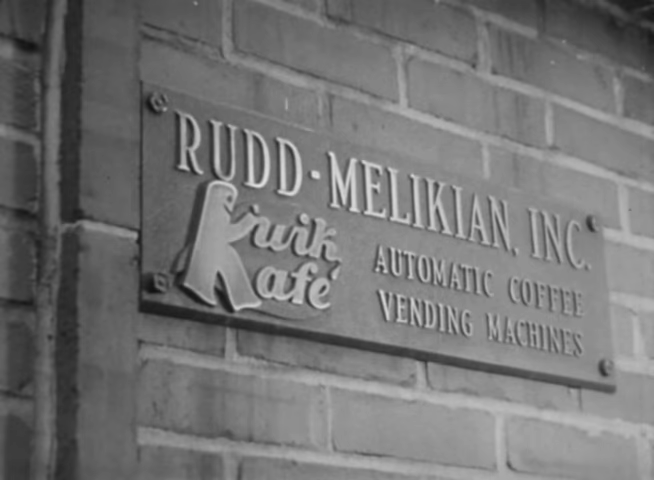 RUDD·MELIKIAN, INC.
Kwik
Kafé
AUTOMATIC COFFEE
VENDING MACHINES